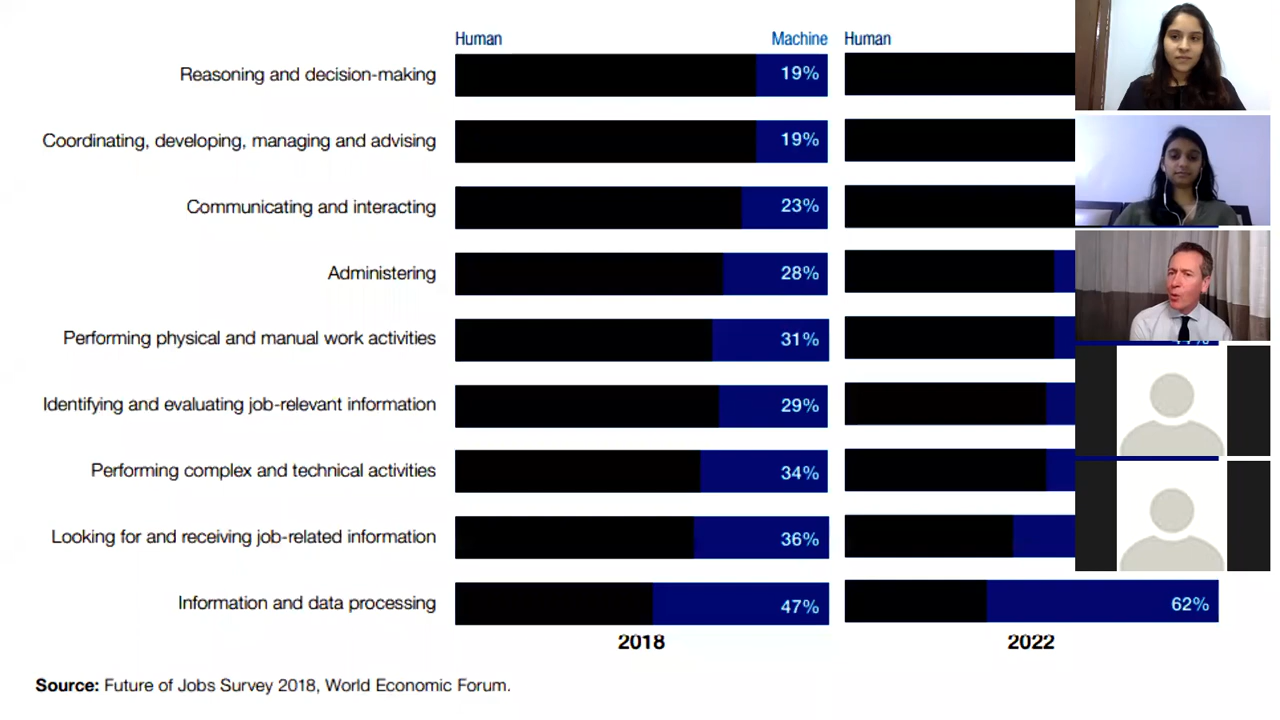 Human Machine Human
Reasoning and decision-making 19%
Coordinating, developing, managing and advising 19%
Communicating and interacting 23%
Administering 28%
Performing physical and manual work activities 31%
Identifying and evaluating job-relevant information 29%
Performing complex and technical activities 34%
Looking for and receiving job-related information 36%
Information and data processing 47% 62%
2018 2022
Source: Future of Jobs Survey 2018, World Economic Forum.